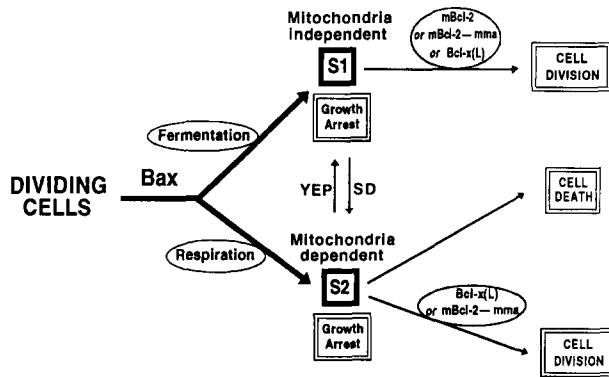 Mitochondria
independent
S1
Growth
Arrest
mBcl-2
or mBcl-2—mma
or Bcl-x(L)
CELL
DIVISION
Fermentation
DIVIDING
CELLS
Bax
YEP
SD
CELL
DEATH
Respiration
Mitochondria
dependent
S2
Growth
Arrest
Bcl-x(L)
or mBcl-2—mma
CELL
DIVISION